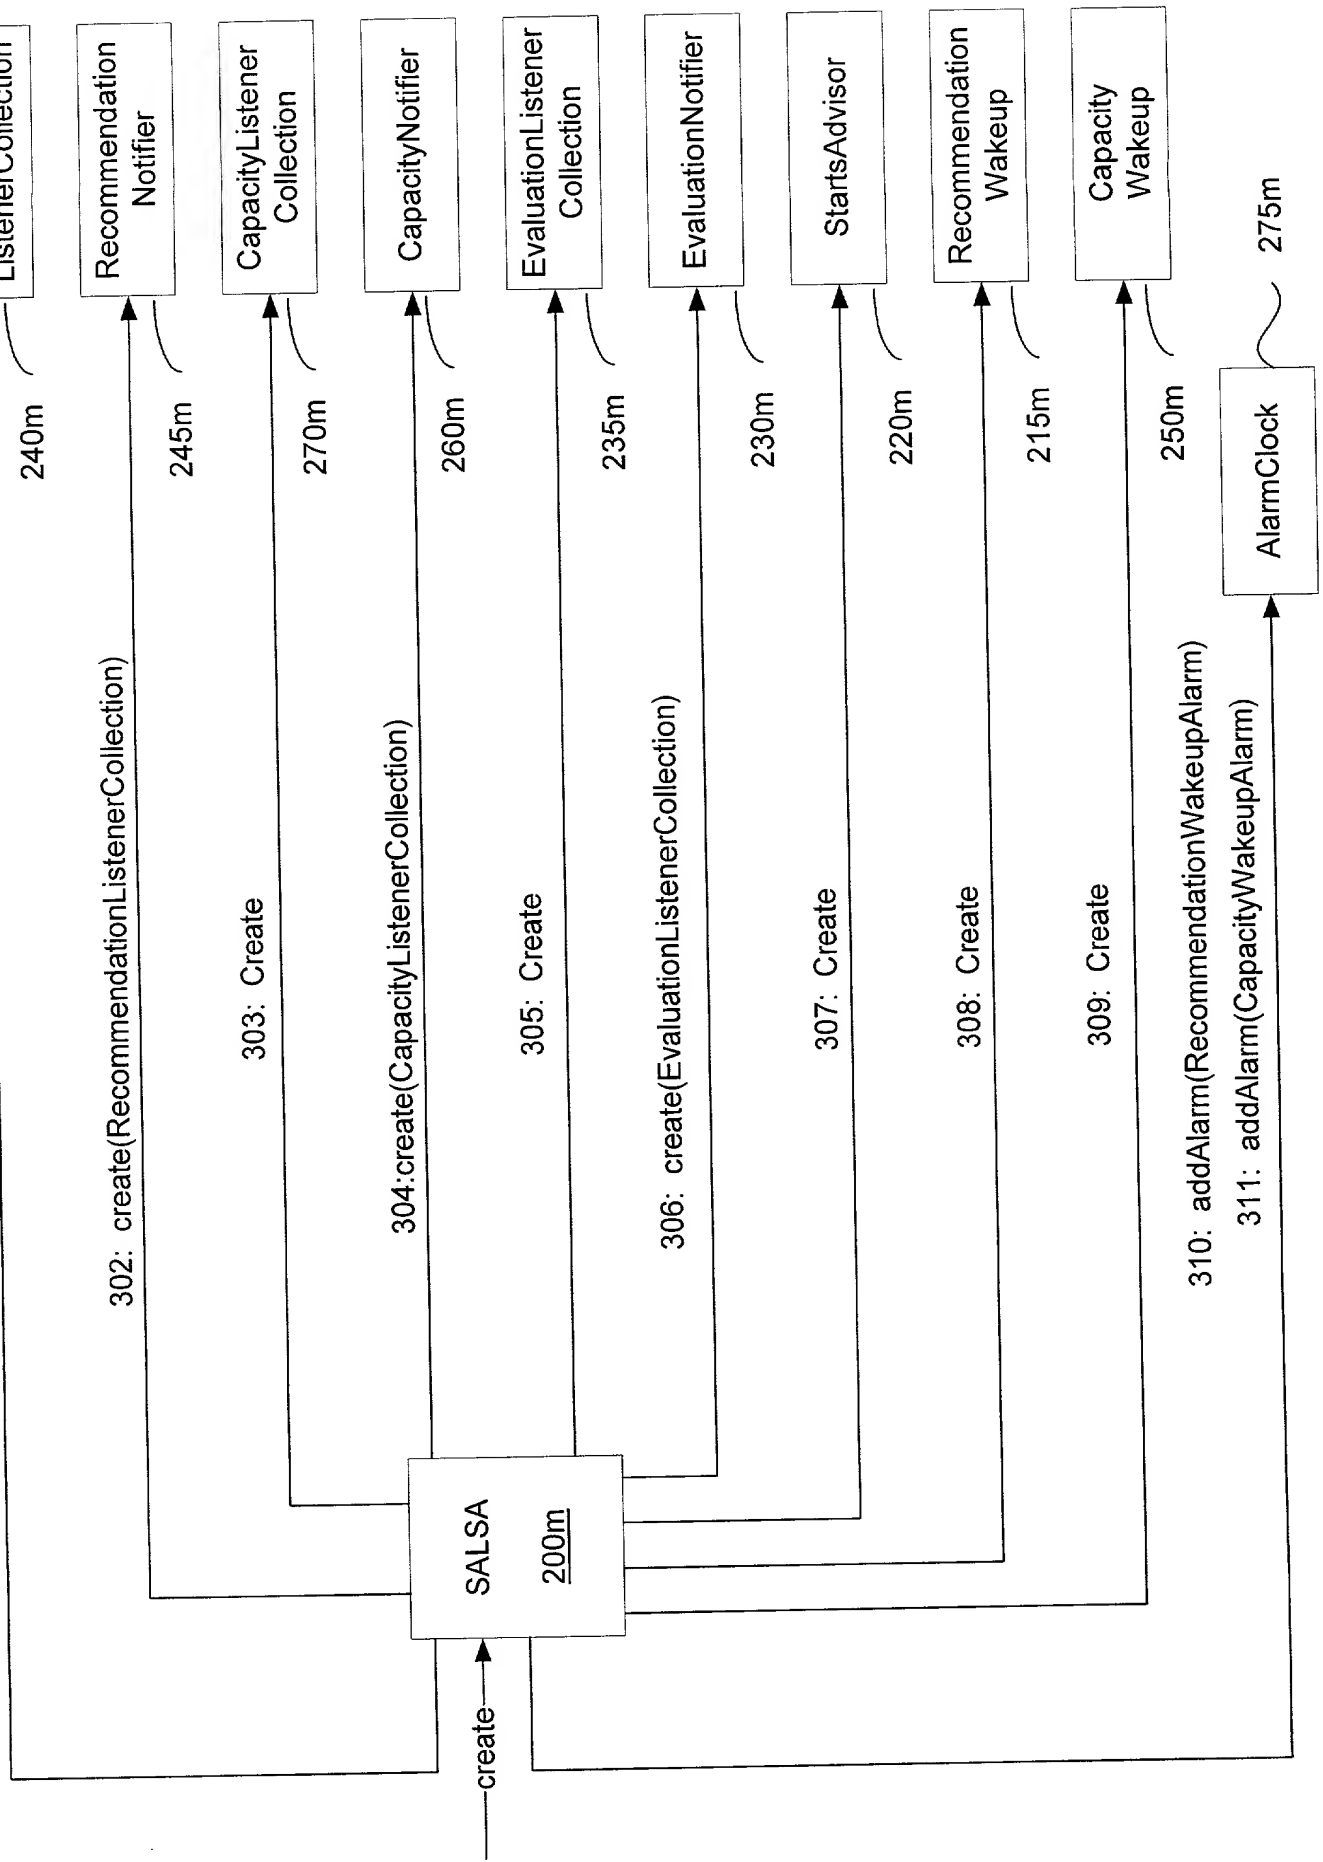 ListenerCollection
240m
302: create(RecommendationListenerCollection)
Recommendation
Notifier
245m
303: Create
CapacityListener
Collection
270m
304:create(CapacityListenerCollection)
CapacityNotifier
260m
305: Create
EvaluationListener
Collection
235m
306: create(EvaluationListenerCollection)
EvaluationNotifier
230m
307: Create
StartsAdvisor
220m
308: Create
Recommendation
Wakeup
215m
309: Create
Capacity
Wakeup
250m
310: addAlarm(RecommendationWakeupAlarm)
311: addAlarm(CapacityWakeupAlarm)
AlarmClock
275m
create
SALSA
200m